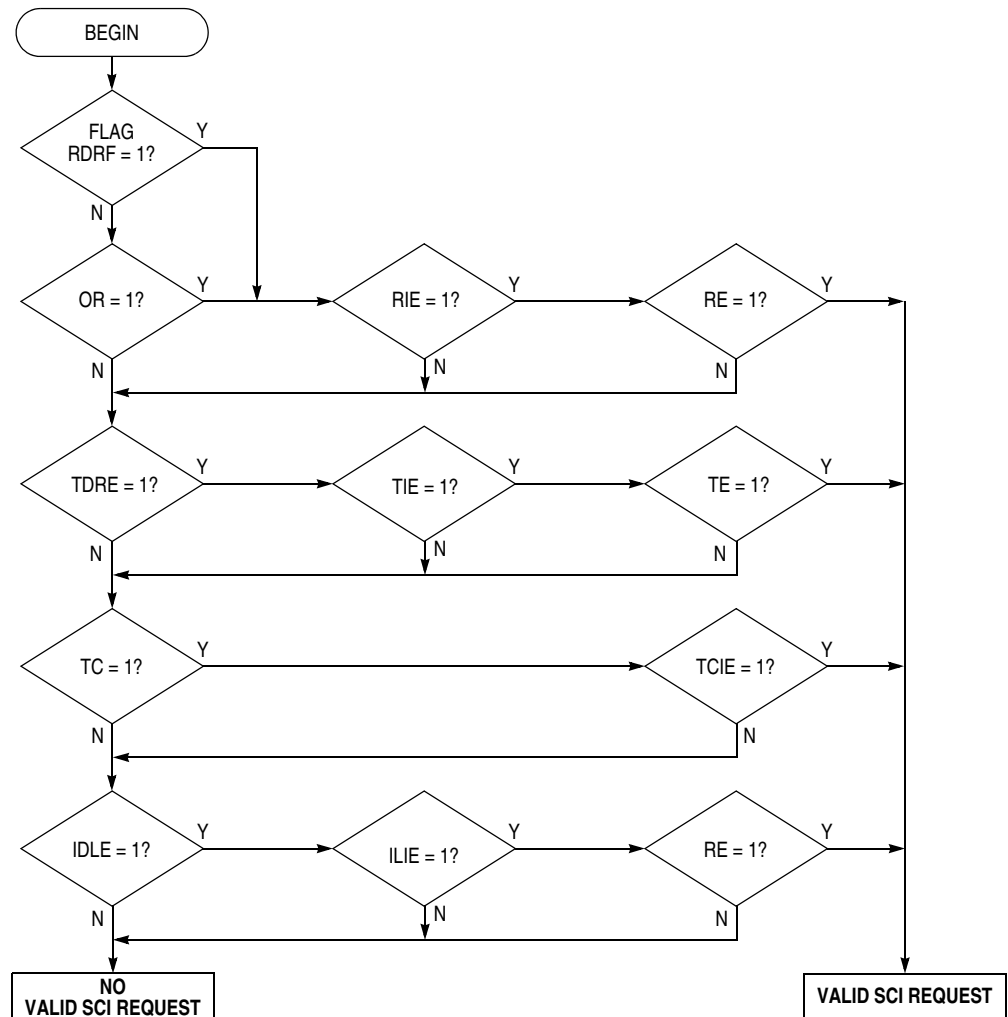 BEGIN
FLAG
RDRF = 1?
Y
N
OR = 1?
Y
N
RIE = 1?
Y
N
RE = 1?
Y
N
TDRE = 1?
Y
N
TIE = 1?
Y
N
TE = 1?
Y
N
TC = 1?
Y
N
TCIE = 1?
Y
N
IDLE = 1?
Y
N
ILIE = 1?
Y
N
RE = 1?
Y
N
NO
VALID SCI REQUEST
VALID SCI REQUEST